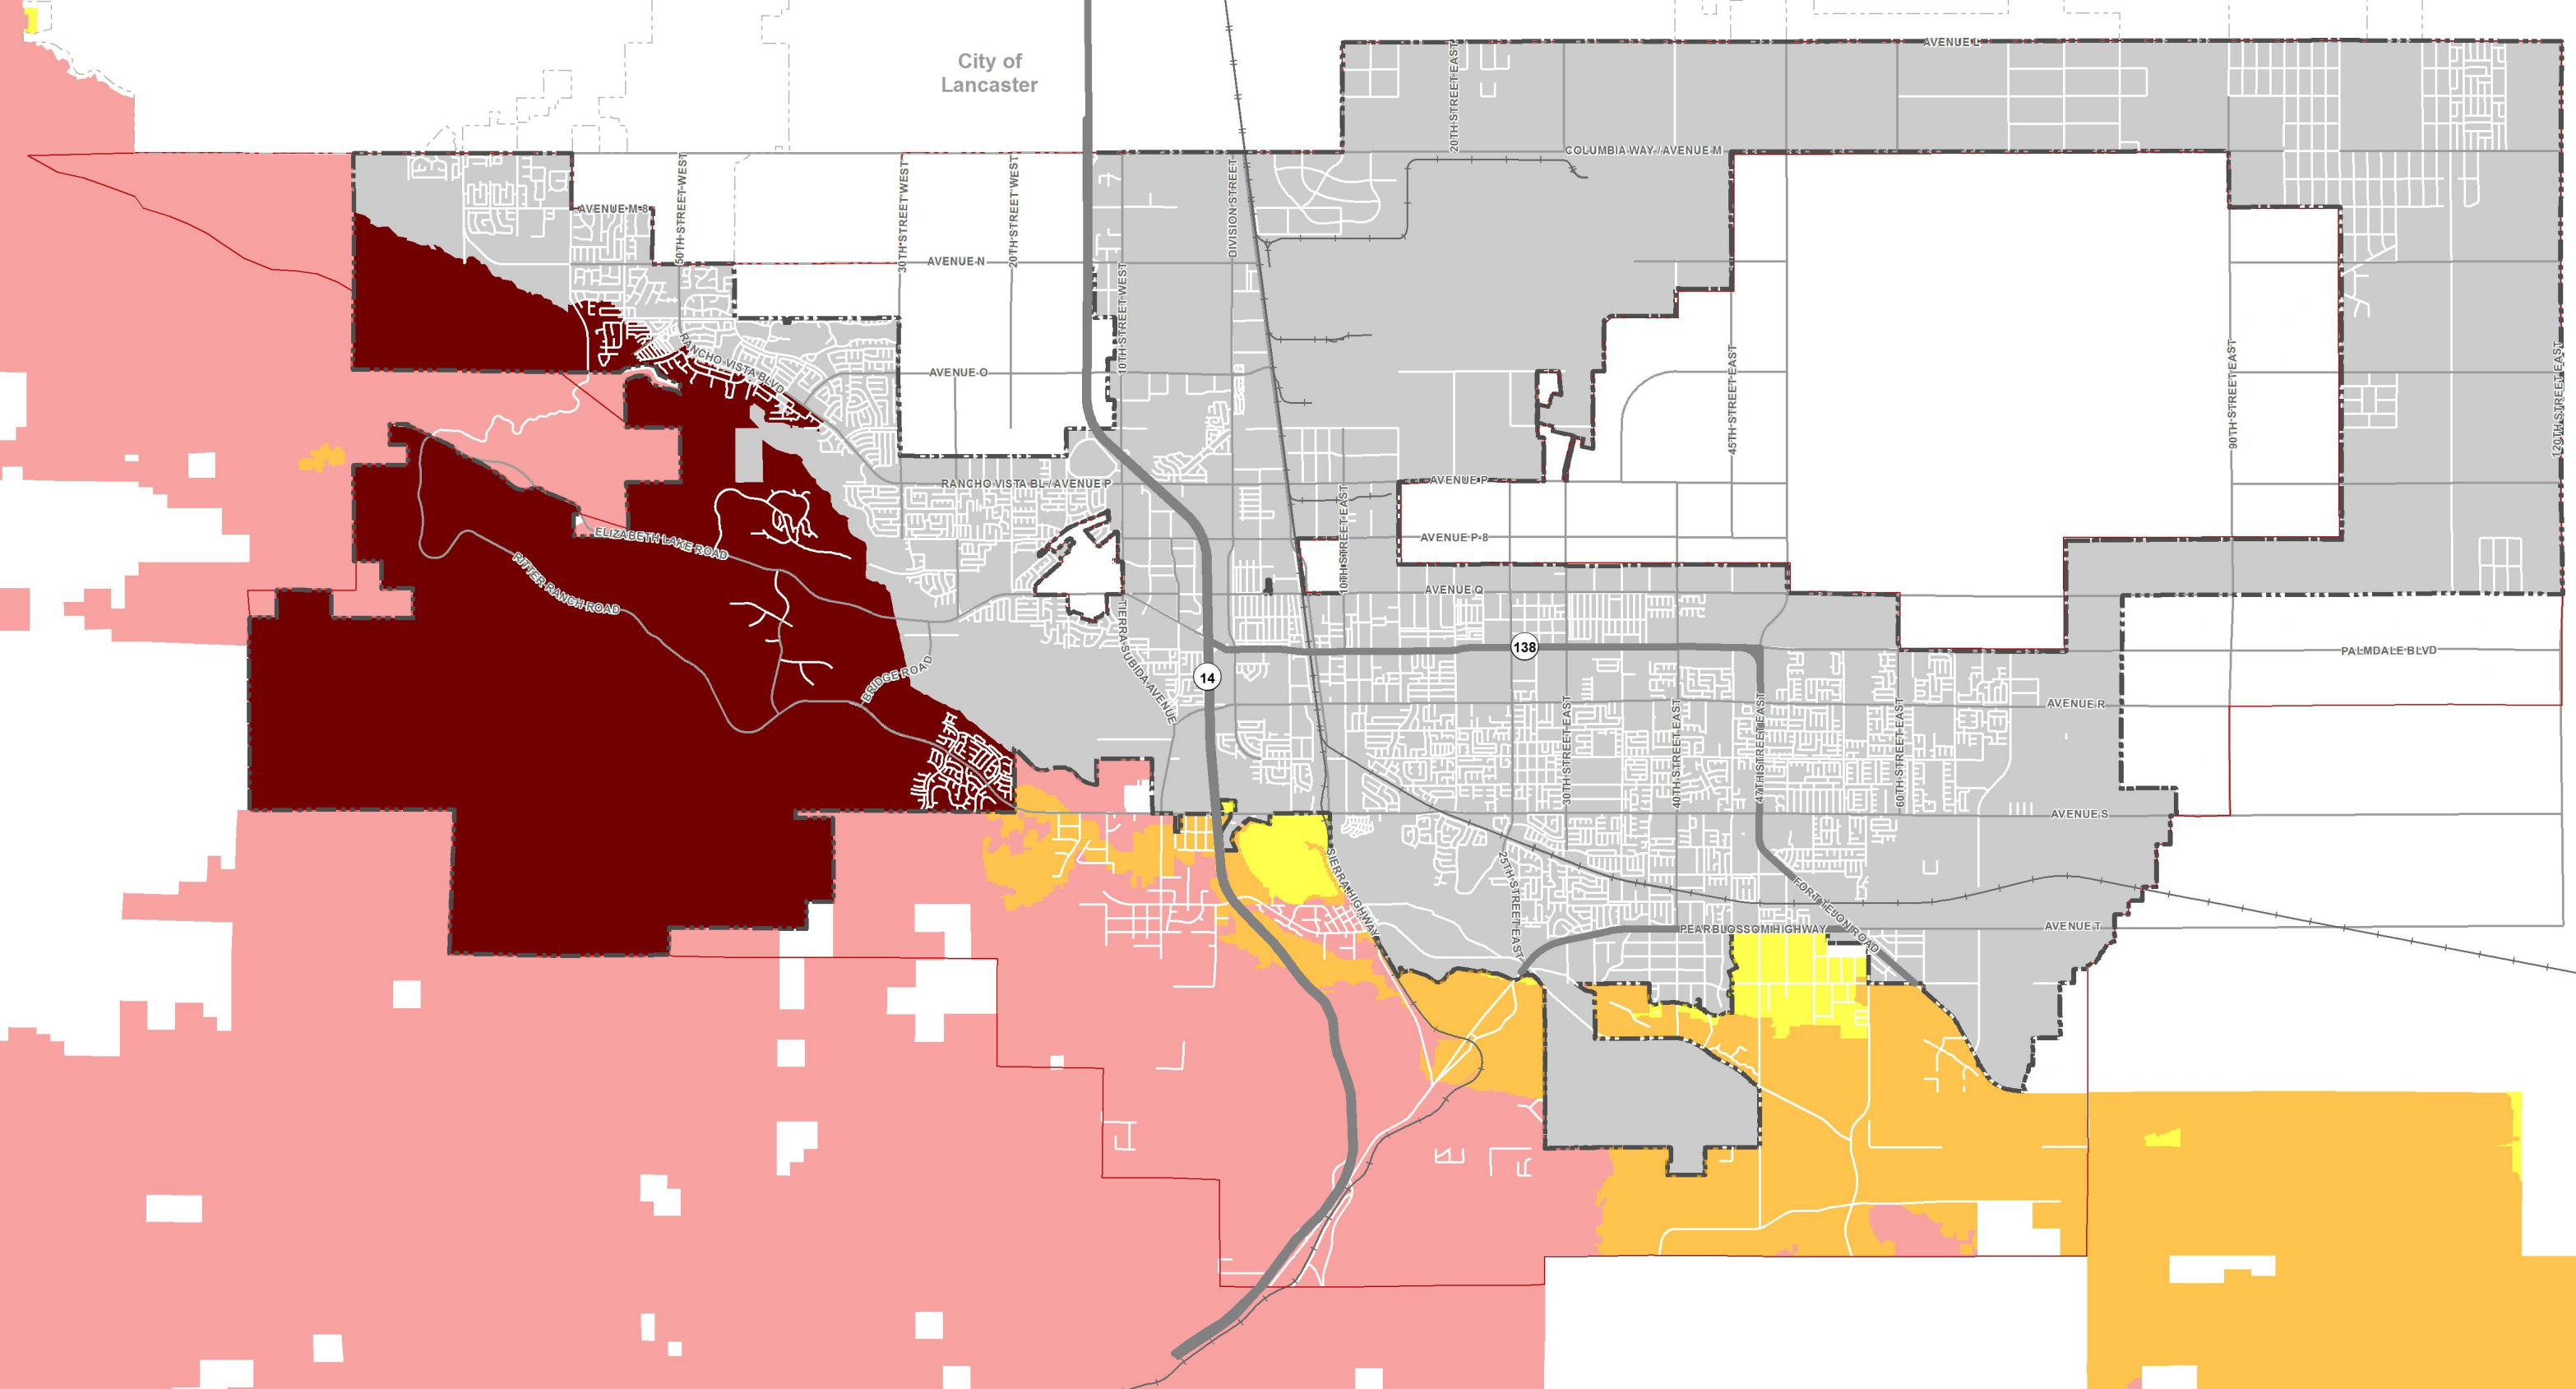 City of
Lancaster
AVENUE L
20TH STREET EAST
COLUMBIA WAY / AVENUE M
50TH STREET WEST
30TH STREET WEST
20TH STREET WEST
DIVISION STREET
AVENUE M-8
AVENUE N
10TH STREET WEST
RANCHO VISTA BLVD
AVENUE O
45TH STREET EAST
90TH STREET EAST
120TH STREET EAST
RANCHO VISTA BL / AVENUE P
AVENUE P
10TH STREET EAST
AVENUE P-8
ELIZABETH LAKE ROAD
RITTER RANCH ROAD
AVENUE Q
TIERRA SUBIDA AVENUE
138
PALMDALE BLVD
14
BRIDGE ROAD
AVENUE R
30TH STREET EAST
40TH STREET EAST
47TH STREET EAST
60TH STREET EAST
AVENUE S
SIERRA HIGHWAY
25TH STREET EAST
FORT TEJON ROAD
PEARBLOSSOM HIGHWAY
AVENUE T